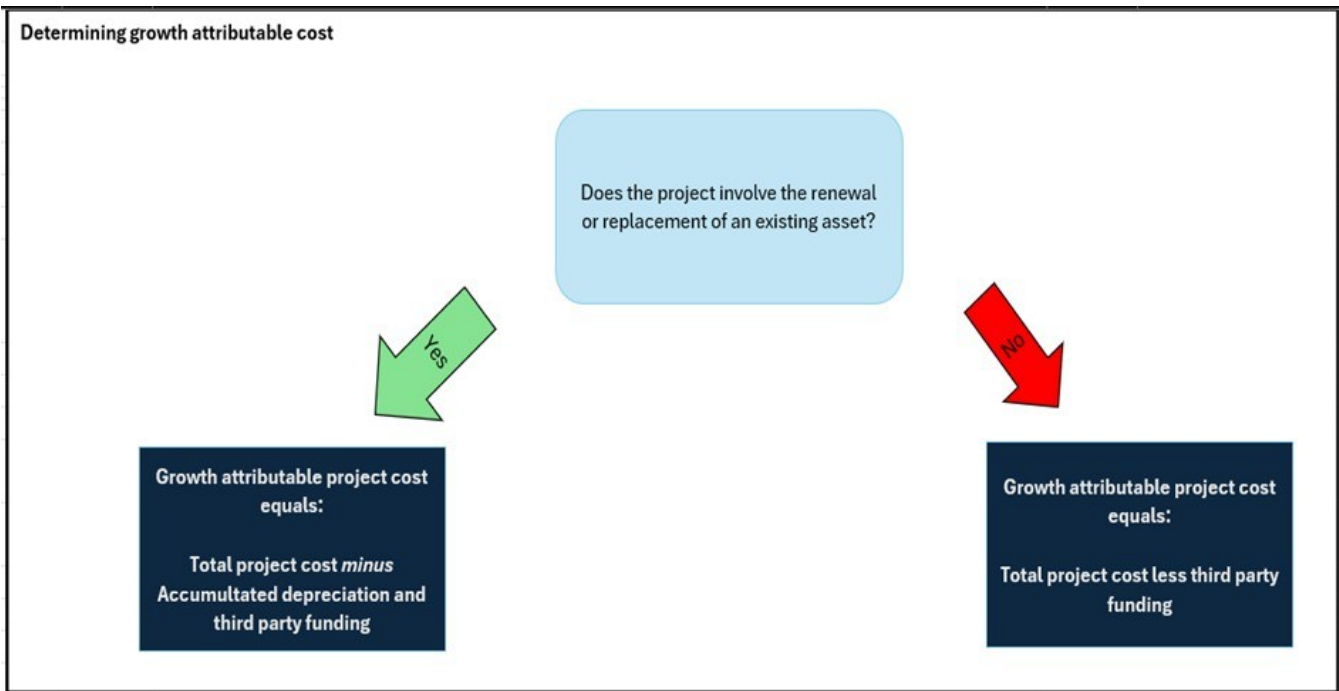 Determining growth attributable cost
Does the project involve the renewal
or replacement of an existing asset?
Yes
No
Growth attributable project cost
equals:
Total project cost minus
Accumultated depreciation and
third party funding
Growth attributable project cost
equals:
Total project cost less third party
funding